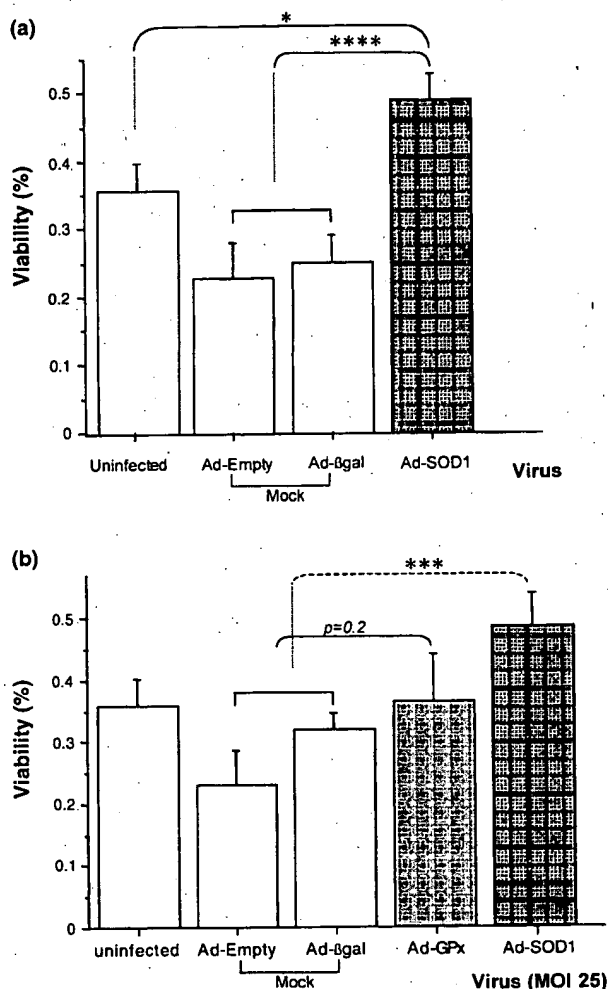 (a)
*
****
Viability (%)
0.5
0.4
0.3
0.2
0.1
0
Uninfected Ad-Empty Ad-βgal Ad-SOD1
Mock
Virus
(b)
***
p=0.2
Viability (%)
0.5
0.4
0.3
0.2
0.1
0
uninfected Ad-Empty Ad-βgal Ad-GPx Ad-SOD1
Mock
Virus (MOI 25)